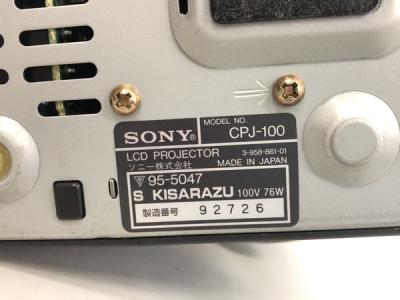 SONY®
MODEL NO.
CPJ-100
LCD PROJECTOR
3-958-861-01
ソニー株式会社
MADE IN JAPAN
95-5047
S KISARAZU 100V 76W
製造番号 92726